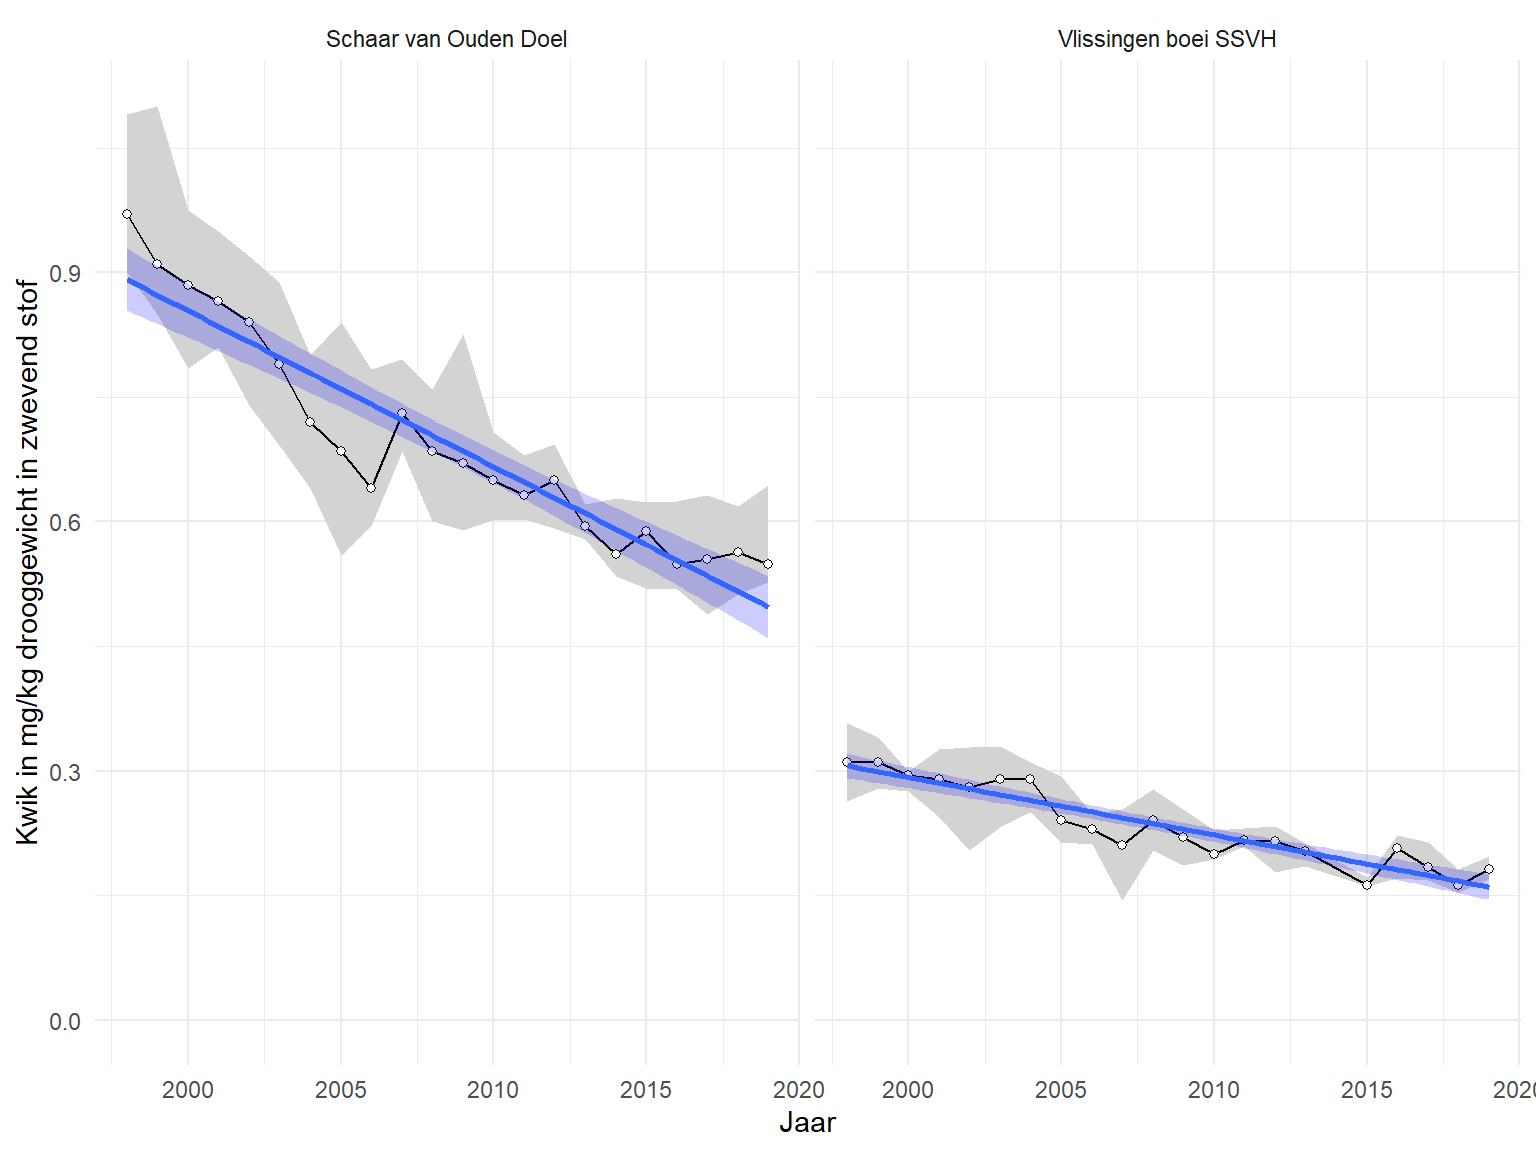 Schaar van Ouden Doel
Vlissingen boei SSVH
Kwik in mg/kg drooggewicht in zwevend stof
0.9
0.6
0.3
0.0
2000 2005 2010 2015 2020 2000 2005 2010 2015 2020
Jaar